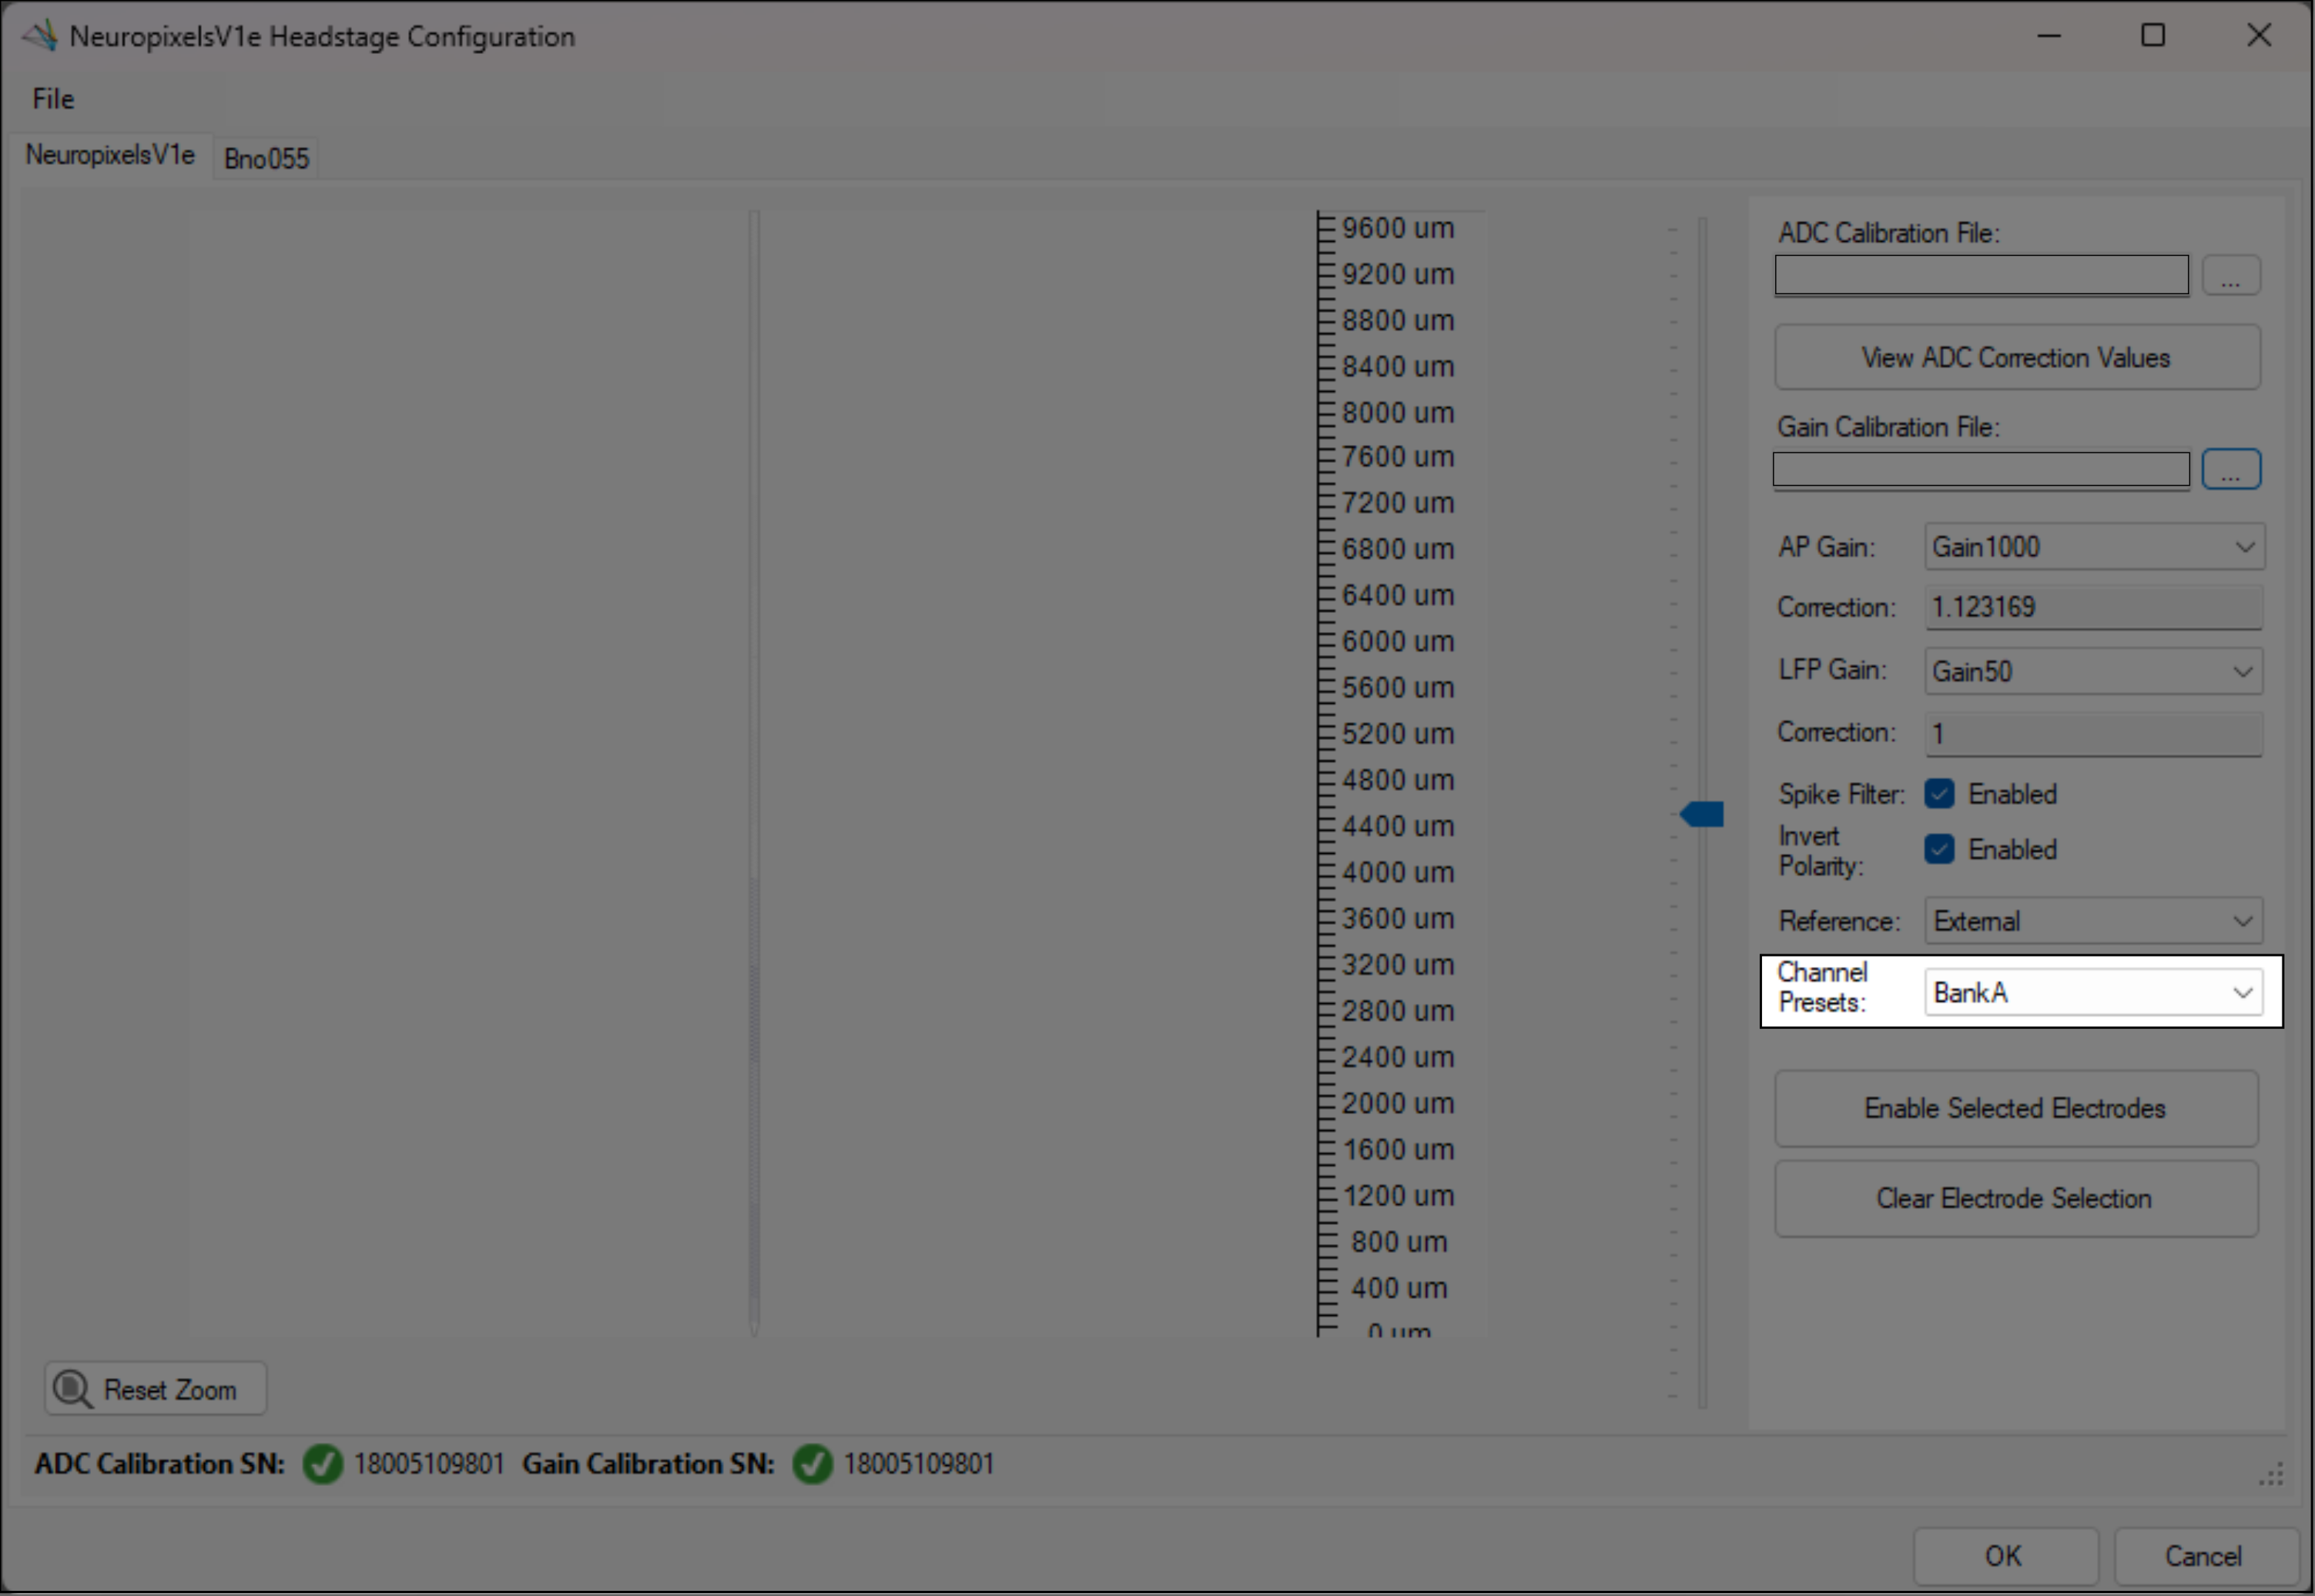 NeuropixelsV1e Headstage Configuration
File
NeuropixelsV1e
Bno055
9600 um
9200 um
8800 um
8400 um
8000 um
7600 um
7200 um
6800 um
6400 um
6000 um
5600 um
5200 um
4800 um
4400 um
4000 um
3600 um
3200 um
2800 um
2400 um
2000 um
1600 um
1200 um
800 um
400 um
0 um
ADC Calibration File:
...
View ADC Correction Values
Gain Calibration File:
...
AP Gain: Gain1000
Correction: 1.123169
LFP Gain: Gain50
Correction: 1
Spike Filter: Enabled
Invert
Polarity: Enabled
Reference: External
Channel
Presets: BankA
Enable Selected Electrodes
Clear Electrode Selection
Reset Zoom
ADC Calibration SN: 18005109801 Gain Calibration SN: 18005109801
OK Cancel